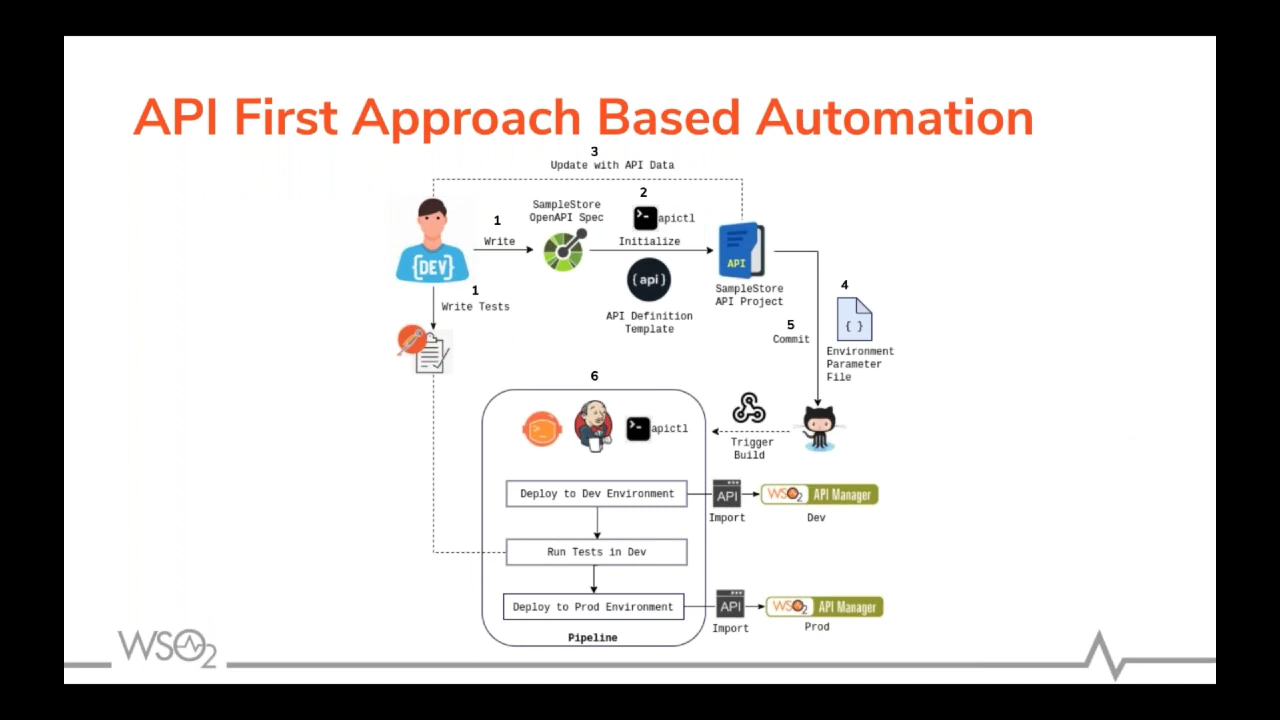 API First Approach Based Automation
3
Update with API Data
2
SampleStore
OpenAPI Spec
>- apictl
1
Write
Initialize
{DEV}
{api}
API
1
Write Tests
API Definition
Template
SampleStore
API Project
4
{ }
5
Commit
Environment
Parameter
File
6
>- apictl
Trigger
Build
Deploy to Dev Environment
API
WSO2 API Manager
Import
Dev
Run Tests in Dev
Deploy to Prod Environment
API
WSO2 API Manager
Import
Prod
Pipeline
WSO2